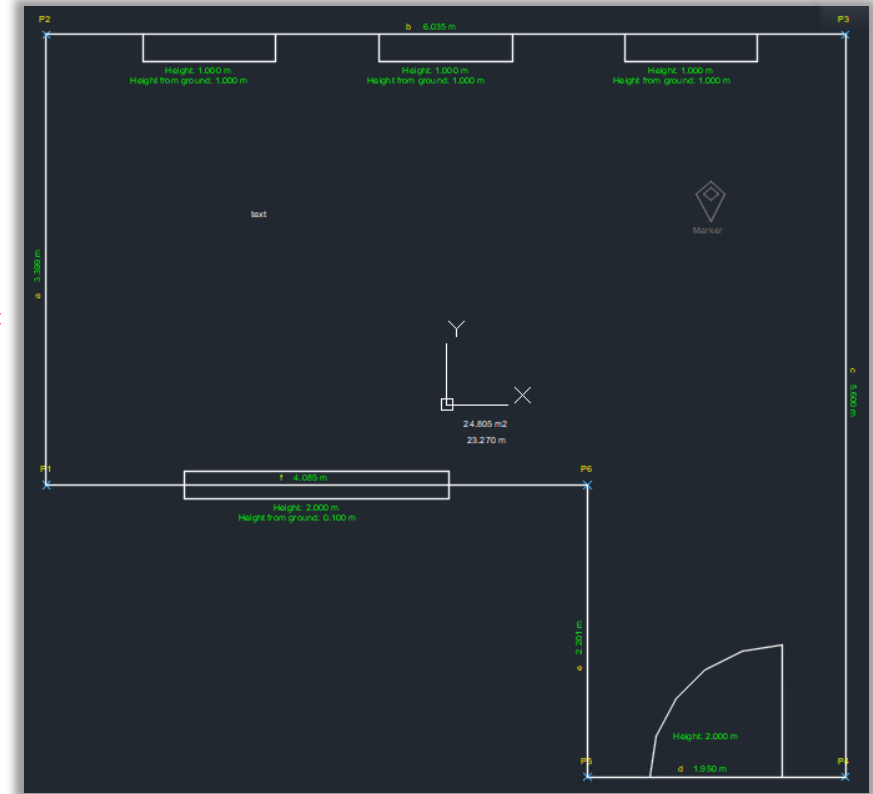 P2
b 6.035 m
P3
Height: 1.000 m
Height from ground: 1.000 m
Height: 1.000 m
Height from ground: 1.000 m
Height: 1.000 m
Height from ground: 1.000 m
text
Marker
a 3.399 m
Y
X
c 5.600 m
24.805 m2
23.270 m
P1
f 4.085 m
P6
Height: 2.000 m
Height from ground: 0.100 m
e 2.201 m
Height: 2.000 m
P5
d 1.950 m
P4